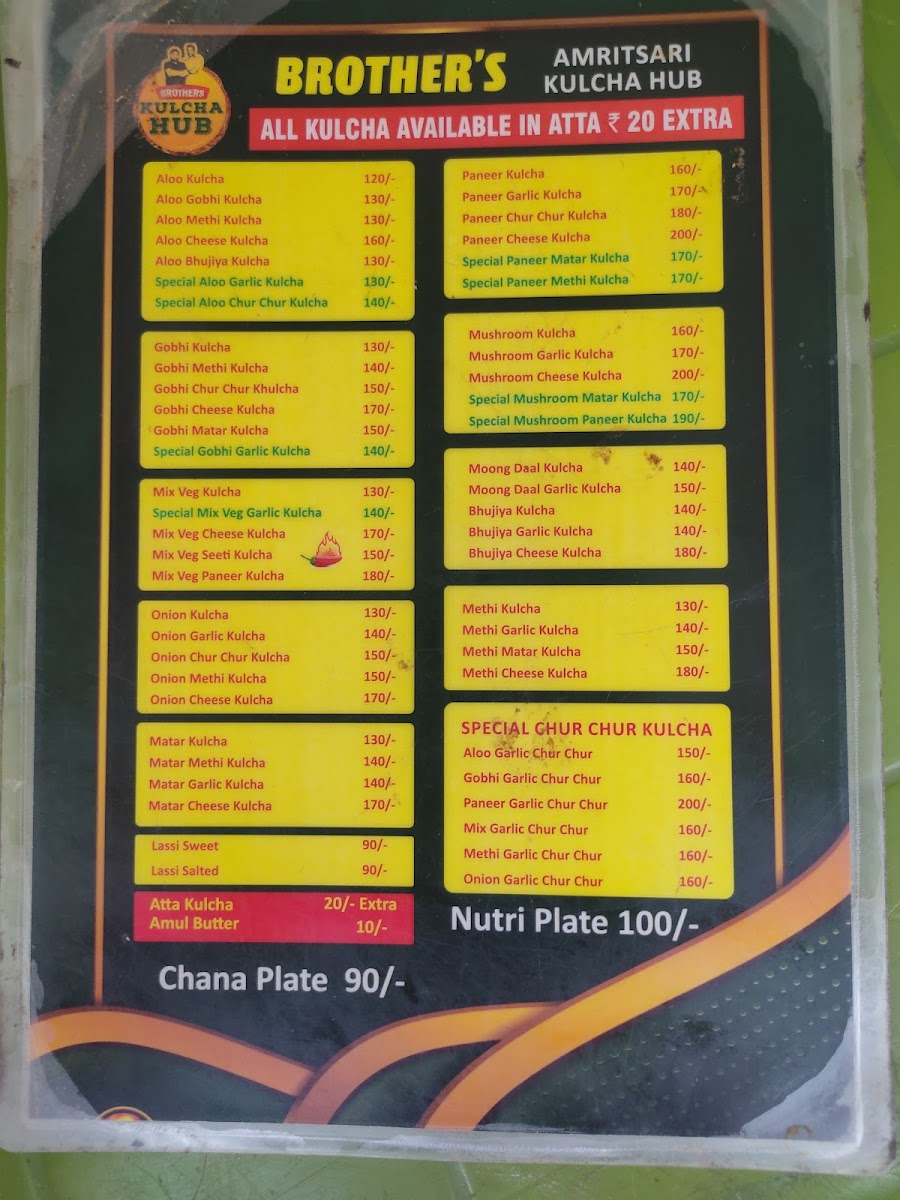 BROTHERS
KULCHA
HUB
BROTHER'S
AMRITSARI
KULCHA HUB
ALL KULCHA AVAILABLE IN ATTA ₹ 20 EXTRA
Aloo Kulcha 120/-
Aloo Gobhi Kulcha 130/-
Aloo Methi Kulcha 130/-
Aloo Cheese Kulcha 160/-
Aloo Bhujiya Kulcha 130/-
Special Aloo Garlic Kulcha 130/-
Special Aloo Chur Chur Kulcha 140/-
Gobhi Kulcha 130/-
Gobhi Methi Kulcha 140/-
Gobhi Chur Chur Khulcha 150/-
Gobhi Cheese Kulcha 170/-
Gobhi Matar Kulcha 150/-
Special Gobhi Garlic Kulcha 140/-
Mix Veg Kulcha 130/-
Special Mix Veg Garlic Kulcha 140/-
Mix Veg Cheese Kulcha 170/-
Mix Veg Seeti Kulcha 150/-
Mix Veg Paneer Kulcha 180/-
Onion Kulcha 130/-
Onion Garlic Kulcha 140/-
Onion Chur Chur Kulcha 150/-
Onion Methi Kulcha 150/-
Onion Cheese Kulcha 170/-
Matar Kulcha 130/-
Matar Methi Kulcha 140/-
Matar Garlic Kulcha 140/-
Matar Cheese Kulcha 170/-
Lassi Sweet 90/-
Lassi Salted 90/-
Atta Kulcha 20/- Extra
Amul Butter 10/-
Chana Plate 90/-
Paneer Kulcha 160/-
Paneer Garlic Kulcha 170/-
Paneer Chur Chur Kulcha 180/-
Paneer Cheese Kulcha 200/-
Special Paneer Matar Kulcha 170/-
Special Paneer Methi Kulcha 170/-
Mushroom Kulcha 160/-
Mushroom Garlic Kulcha 170/-
Mushroom Cheese Kulcha 200/-
Special Mushroom Matar Kulcha 170/-
Special Mushroom Paneer Kulcha 190/-
Moong Daal Kulcha 140/-
Moong Daal Garlic Kulcha 150/-
Bhujiya Kulcha 140/-
Bhujiya Garlic Kulcha 140/-
Bhujiya Cheese Kulcha 180/-
Methi Kulcha 130/-
Methi Garlic Kulcha 140/-
Methi Matar Kulcha 150/-
Methi Cheese Kulcha 180/-
SPECIAL CHUR CHUR KULCHA
Aloo Garlic Chur Chur 150/-
Gobhi Garlic Chur Chur 160/-
Paneer Garlic Chur Chur 200/-
Mix Garlic Chur Chur 160/-
Methi Garlic Chur Chur 160/-
Onion Garlic Chur Chur 160/-
Nutri Plate 100/-